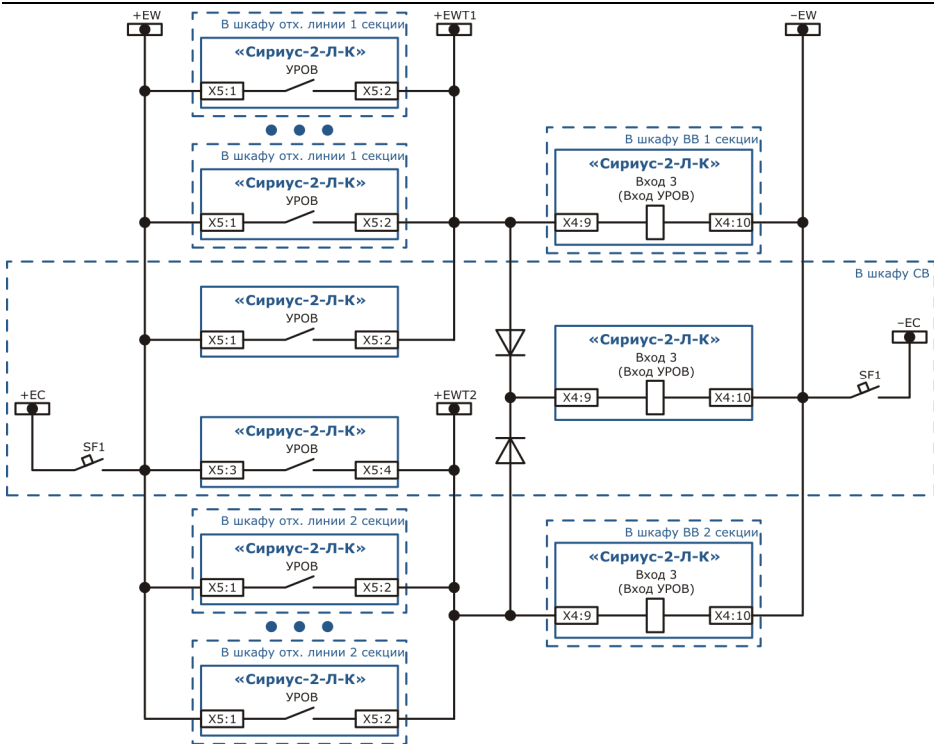 +EW
+EWT1
–EW
В шкафу отх. линии 1 секции
«Сириус-2-Л-К»
УРОВ
X5:1
X5:2
В шкафу отх. линии 1 секции
«Сириус-2-Л-К»
УРОВ
X5:1
X5:2
В шкафу ВВ 1 секции
«Сириус-2-Л-К»
Вход 3
(Вход УРОВ)
X4:9
X4:10
В шкафу СВ
«Сириус-2-Л-К»
УРОВ
X5:1
X5:2
«Сириус-2-Л-К»
Вход 3
(Вход УРОВ)
X4:9
X4:10
–EC
SF1
+EC
SF1
+EWT2
«Сириус-2-Л-К»
УРОВ
X5:3
X5:4
В шкафу отх. линии 2 секции
«Сириус-2-Л-К»
УРОВ
X5:1
X5:2
В шкафу ВВ 2 секции
«Сириус-2-Л-К»
Вход 3
(Вход УРОВ)
X4:9
X4:10
В шкафу отх. линии 2 секции
«Сириус-2-Л-К»
УРОВ
X5:1
X5:2